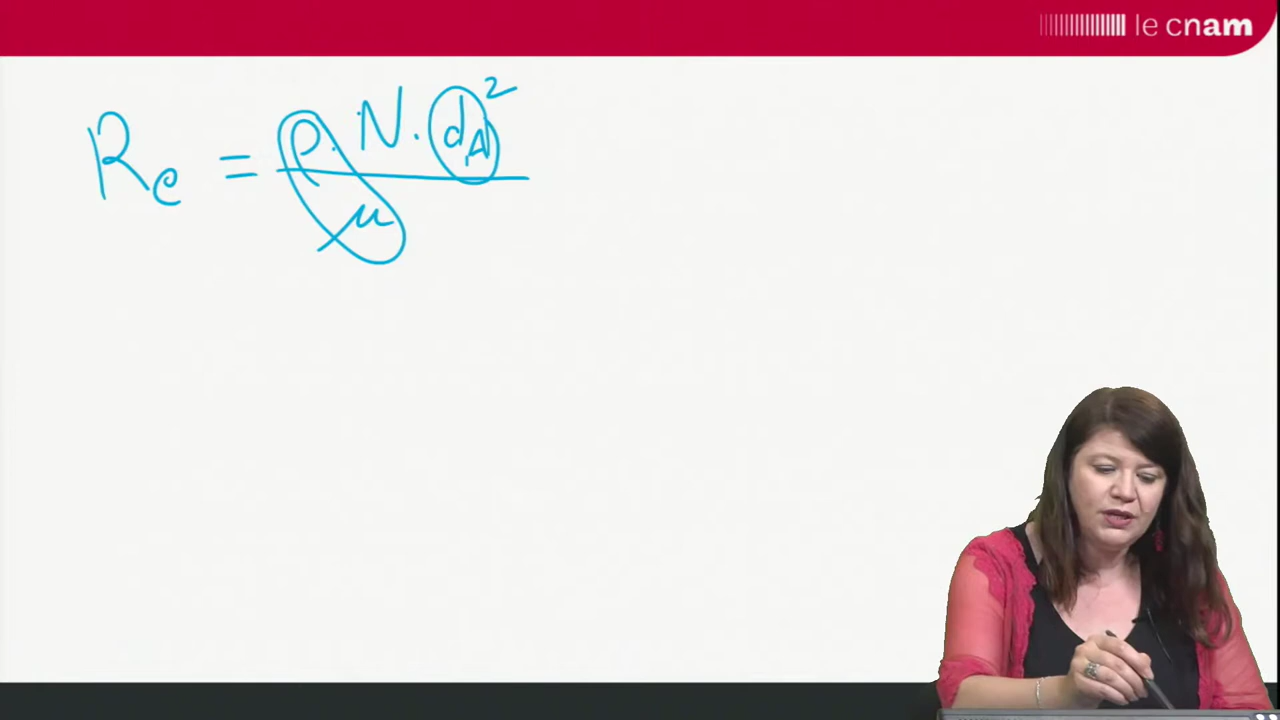 le cnam
Re = ρ. N. dA²
μ